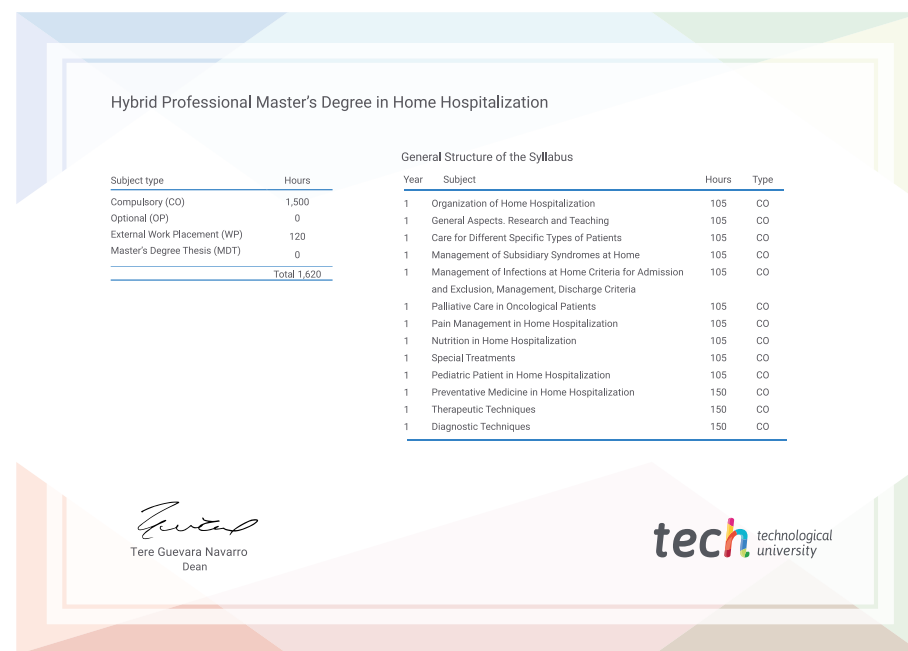 Hybrid Professional Master's Degree in Home Hospitalization
Subject type Hours
Compulsory (CO) 1,500
Optional (OP) 0
External Work Placement (WP) 120
Master's Degree Thesis (MDT) 0
Total 1,620
General Structure of the Syllabus
Year Subject Hours Type
1 Organization of Home Hospitalization 105 CO
1 General Aspects. Research and Teaching 105 CO
1 Care for Different Specific Types of Patients 105 CO
1 Management of Subsidiary Syndromes at Home 105 CO
1 Management of Infections at Home Criteria for Admission 105 CO
and Exclusion, Management, Discharge Criteria
1 Palliative Care in Oncological Patients 105 CO
1 Pain Management in Home Hospitalization 105 CO
1 Nutrition in Home Hospitalization 105 CO
1 Special Treatments 105 CO
1 Pediatric Patient in Home Hospitalization 105 CO
1 Preventative Medicine in Home Hospitalization 150 CO
1 Therapeutic Techniques 150 CO
1 Diagnostic Techniques 150 CO
Tere Guevara Navarro
Dean
tech technological
university